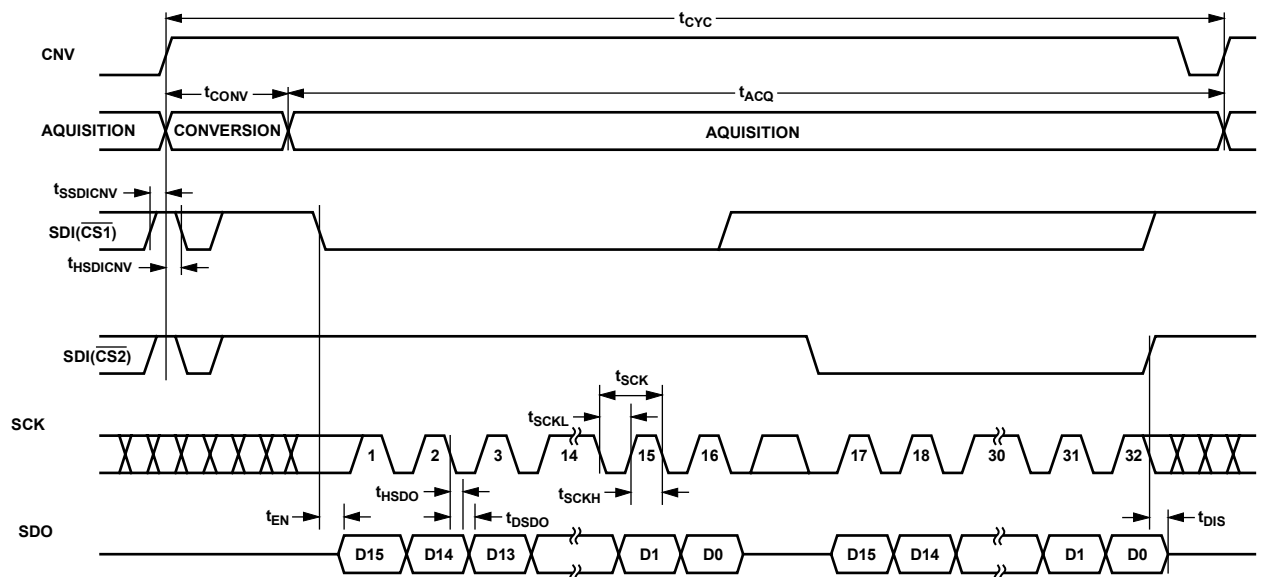 tCYC
CNV
tCONV
tACQ
AQUISITION
CONVERSION
AQUISITION
tSSDICNV
SDI(CS1)
tHSDICNV
SDI(CS2)
tSCK
SCK
tSCKL
1 2 3 14 15 16 17 18 30 31 32
tHSDO
tSCKH
tEN
tDSDO
tDIS
SDO
D15 D14 D13 D1 D0 D15 D14 D1 D0